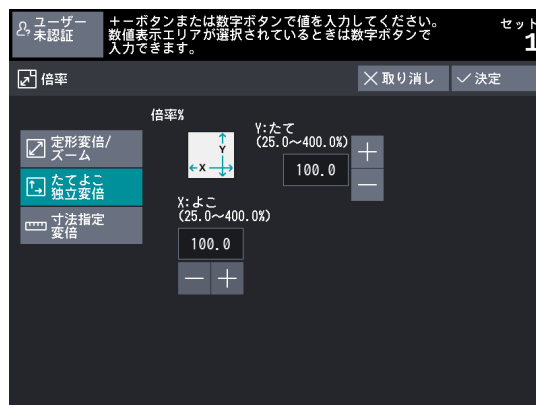 ユーザー
未認証
＋ーボタンまたは数字ボタンで値を入力してください。
数値表示エリアが選択されているときは数字ボタンで
入力できます。
セット
1
倍率
取り消し
決定
倍率%
定形変倍/
ズーム
たてよこ
独立変倍
寸法指定
変倍
Y
X
Y:たて
(25.0～400.0%)
100.0
X:よこ
(25.0～400.0%)
100.0